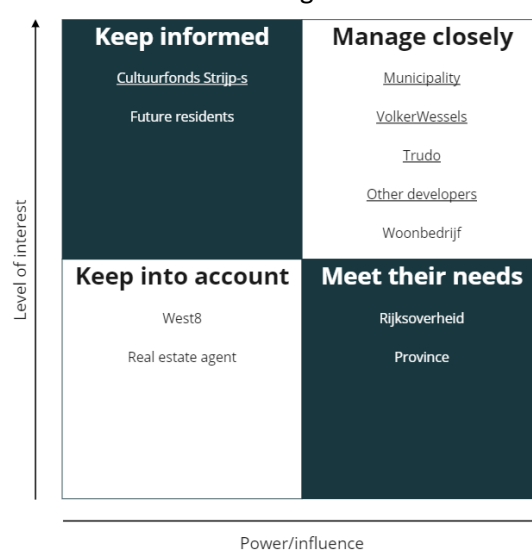 Keep informed
Cultuurfonds Strijp-s
Future residents
Manage closely
Municipality
VolkerWessels
Trudo
Other developers
Woonbedrijf
Level of interest
Keep into account
West8
Real estate agent
Meet their needs
Rijksoverheid
Province
Power/influence